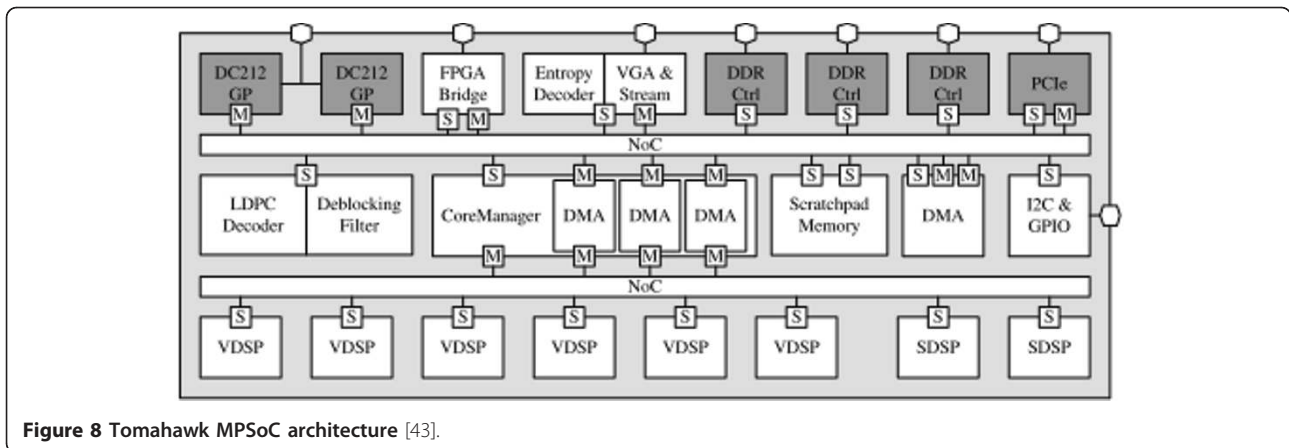 DC212 GP
DC212 GP
FPGA Bridge
Entropy Decoder
VGA & Stream
DDR Ctrl
DDR Ctrl
DDR Ctrl
PCIe
M
M
S M
S
M
S
S
S
S M
NoC
S
S
M
M
M
S S
S M M
S
LDPC Decoder
Deblocking Filter
CoreManager
DMA
DMA
DMA
Scratchpad Memory
DMA
I2C & GPIO
M
M
M
M
NoC
S
S
S
S
S
S
S
S
VDSP
VDSP
VDSP
VDSP
VDSP
VDSP
SDSP
SDSP
Figure 8 Tomahawk MPSoC architecture [43].